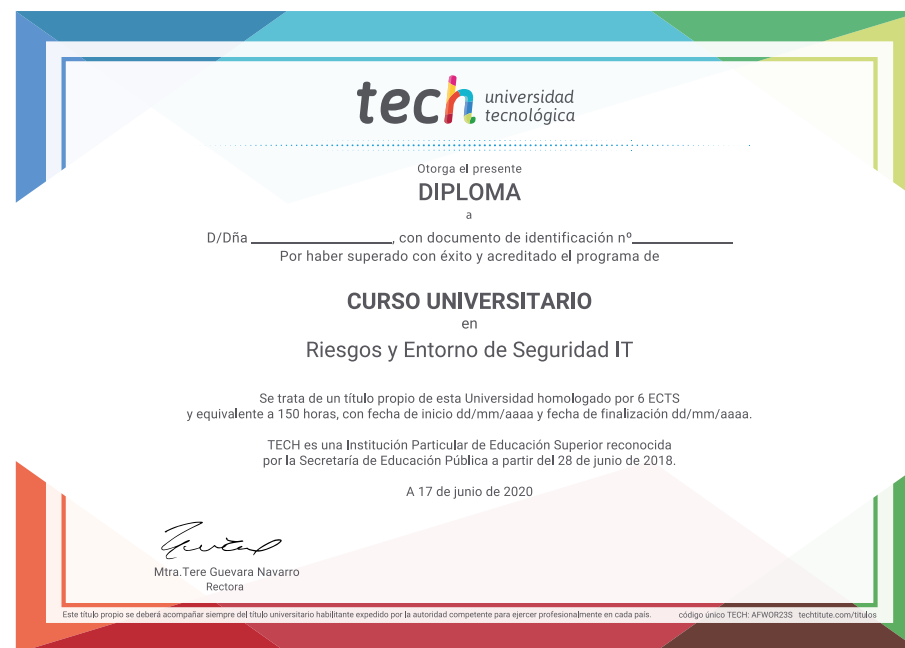 tech universidad
tecnológica
Otorga el presente
DIPLOMA
a
D/Dña , con documento de identificación nº
Por haber superado con éxito y acreditado el programa de
CURSO UNIVERSITARIO
en
Riesgos y Entorno de Seguridad IT
Se trata de un título propio de esta Universidad homologado por 6 ECTS
y equivalente a 150 horas, con fecha de inicio dd/mm/aaaa y fecha de finalización dd/mm/aaaa.
TECH es una Institución Particular de Educación Superior reconocida
por la Secretaría de Educación Pública a partir del 28 de junio de 2018.
A 17 de junio de 2020
Mtra.Tere Guevara Navarro
Rectora
Este título propio se deberá acompañar siempre del título universitario habilitante expedido por la autoridad competente para ejercer profesionalmente en cada país. código único TECH: AFWOR23S techtitute.com/titulos